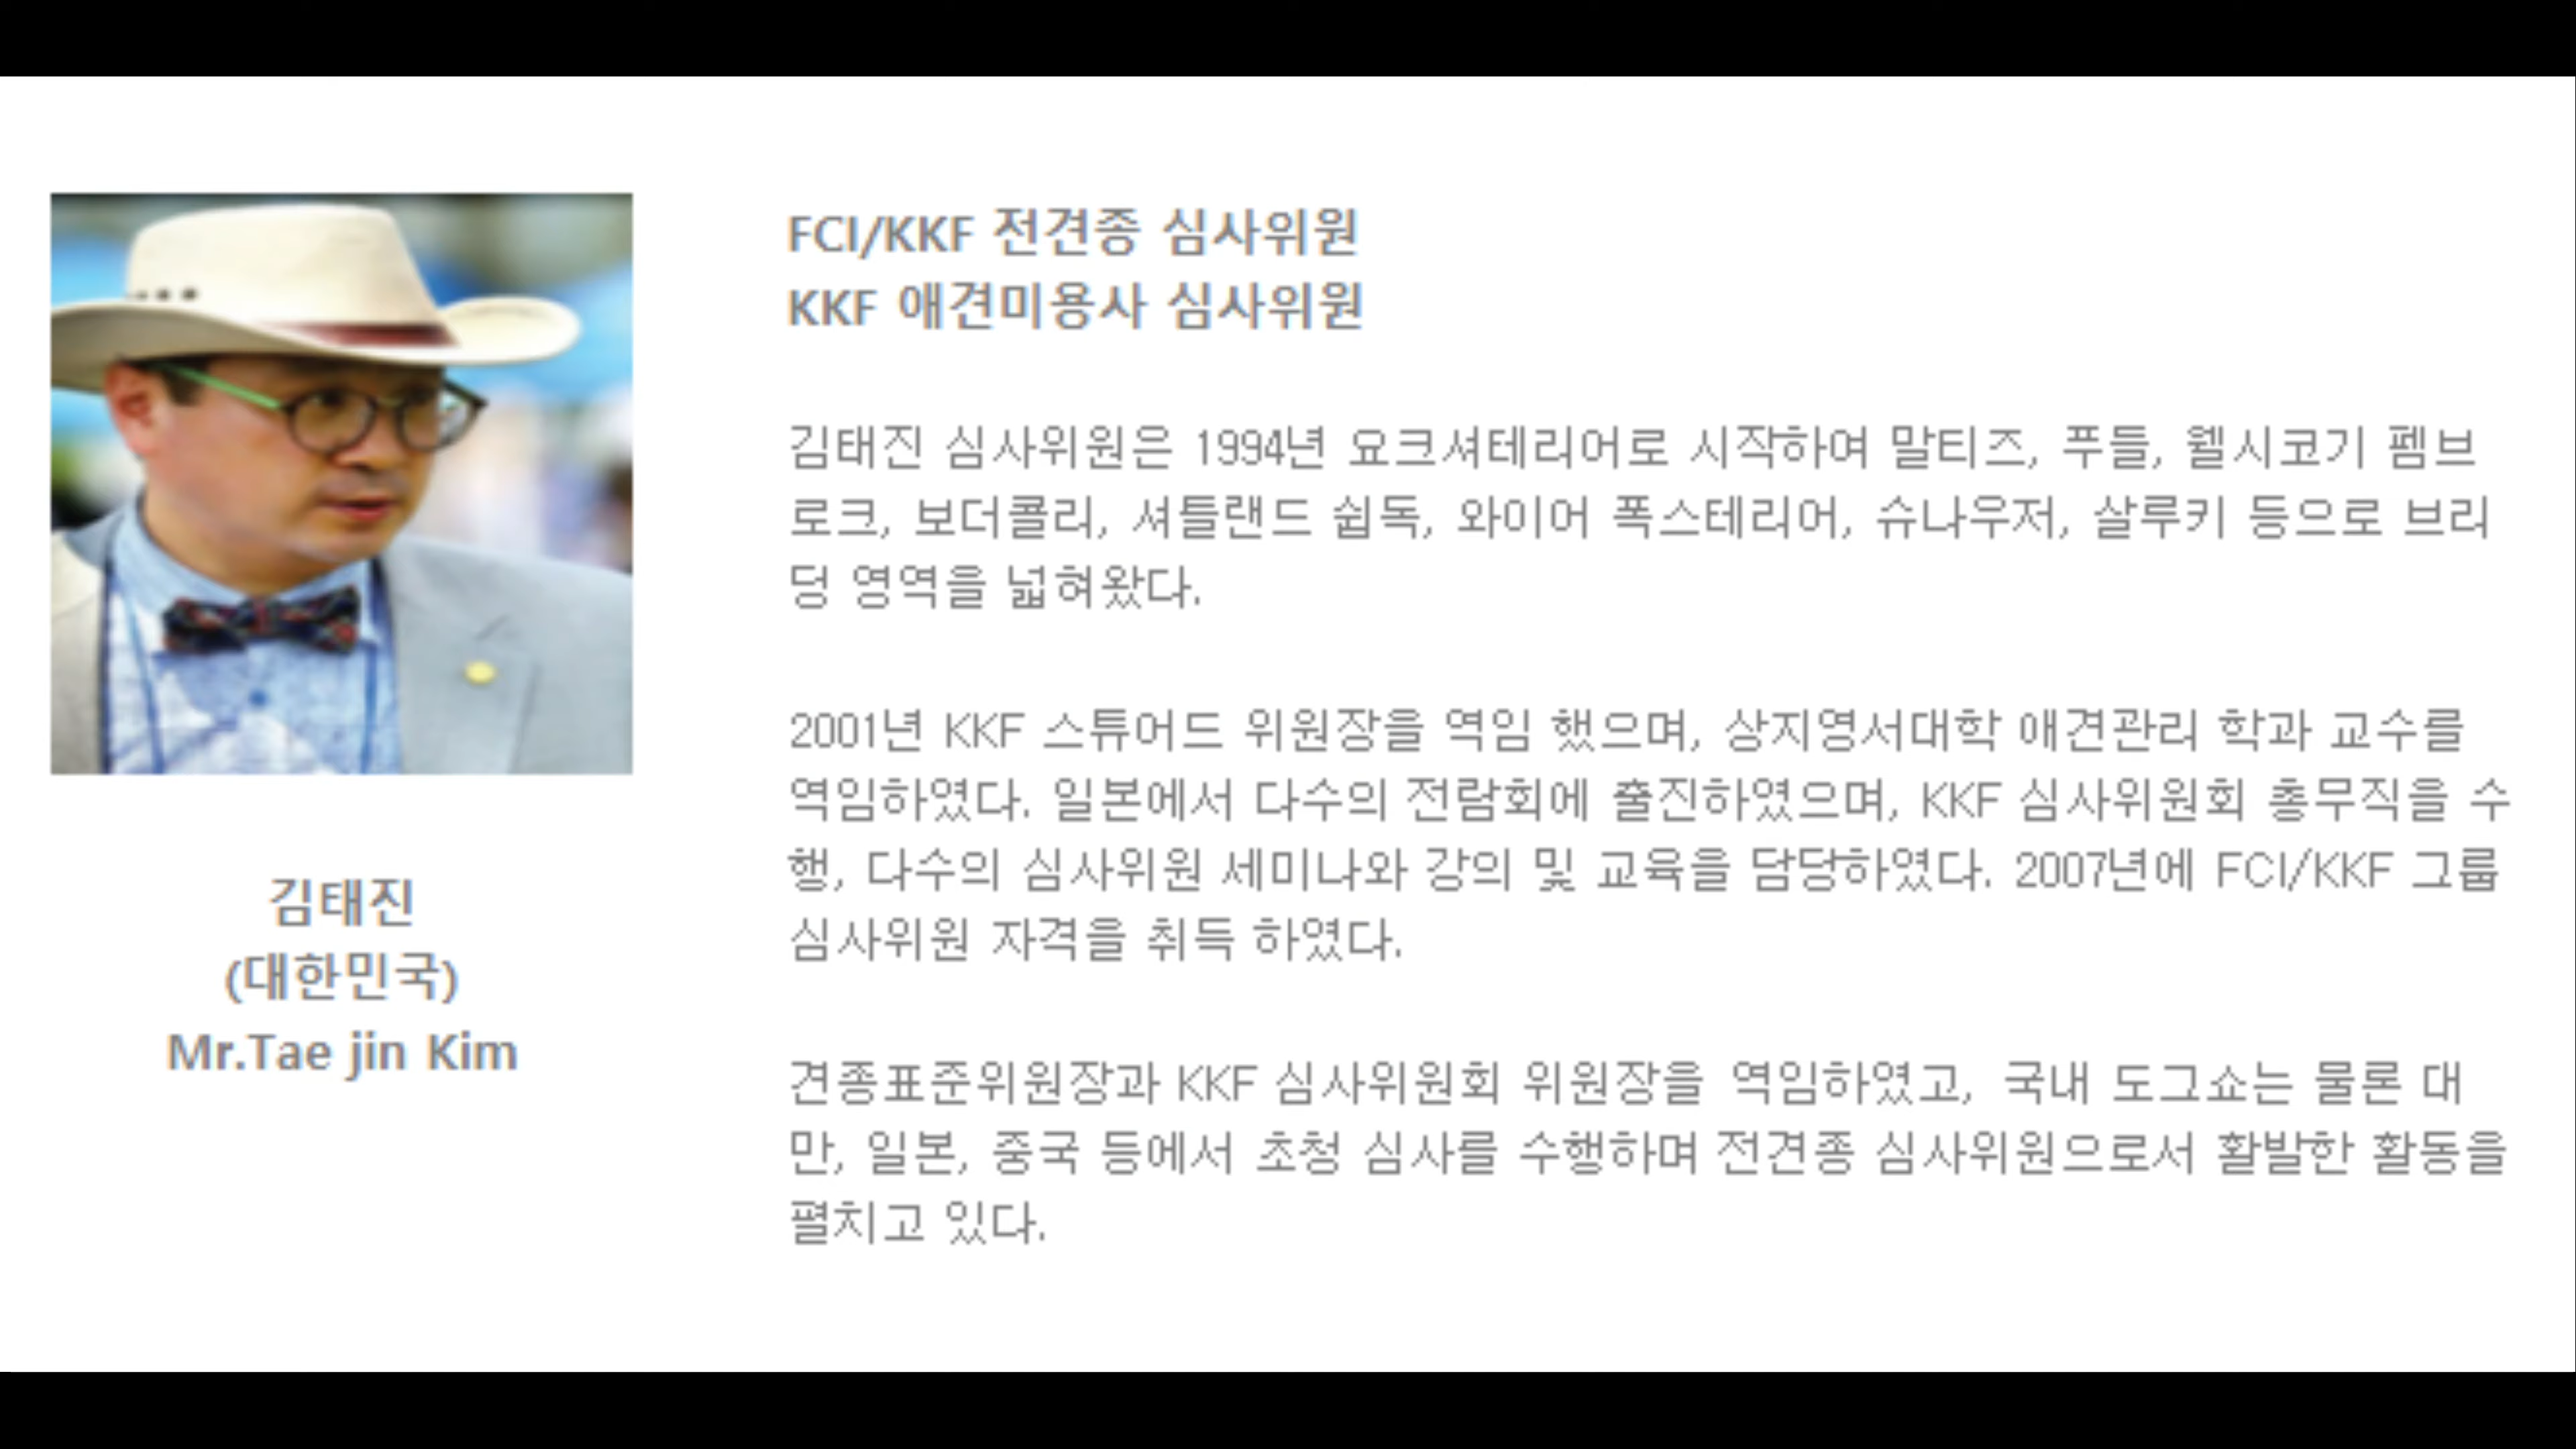 FCI/KKF 전견종 심사위원
KKF 애견미용사 심사위원
김태진 심사위원은 1994년 요크셔테리어로 시작하여 말티즈, 푸들, 웰시코기 펨브
로크, 보더콜리, 셔틀랜드 쉽독, 와이어 폭스테리어, 슈나우저, 살루키 등으로 브리
딩 영역을 넓혀왔다.
2001년 KKF 스튜어드 위원장을 역임 했으며, 상지영서대학 애견관리 학과 교수를
역임하였다. 일본에서 다수의 전람회에 출진하였으며, KKF 심사위원회 총무직을 수
행, 다수의 심사위원 세미나와 강의 및 교육을 담당하였다. 2007년에 FCI/KKF 그룹
심사위원 자격을 취득 하였다.
견종표준위원장과 KKF 심사위원회 위원장을 역임하였고, 국내 도그쇼는 물론 대
만, 일본, 중국 등에서 초청 심사를 수행하며 전견종 심사위원으로서 활발한 활동을
펼치고 있다.
김태진
(대한민국)
Mr.Tae jin Kim